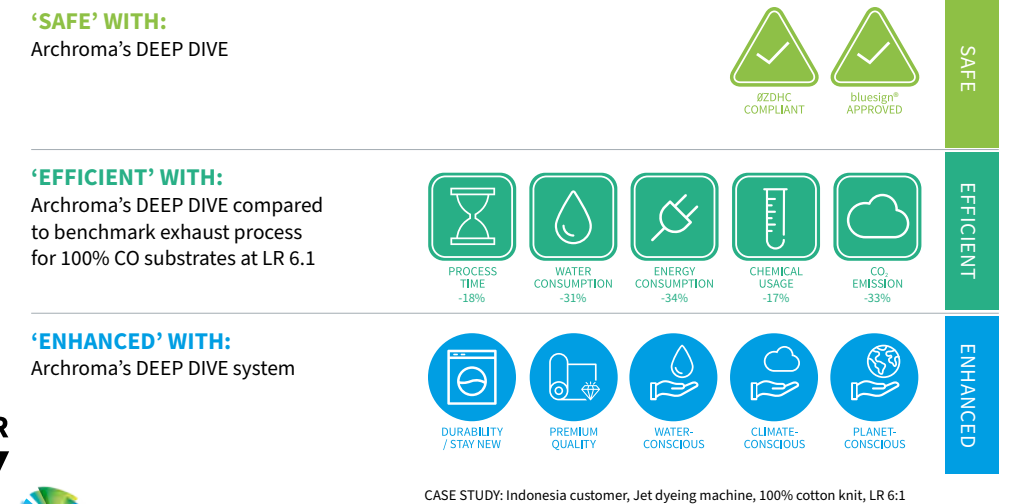 ‘SAFE’ WITH:
Archroma’s DEEP DIVE
ØZDHC
COMPLIANT
bluesign®
APPROVED
SAFE
‘EFFICIENT’ WITH:
Archroma’s DEEP DIVE compared
to benchmark exhaust process
for 100% CO substrates at LR 6.1
PROCESS
TIME
-18%
WATER
CONSUMPTION
-31%
ENERGY
CONSUMPTION
-34%
CHEMICAL
USAGE
-17%
CO₂
EMISSION
-33%
EFFICIENT
‘ENHANCED’ WITH:
Archroma’s DEEP DIVE system
DURABILITY
/ STAY NEW
PREMIUM
QUALITY
WATER-
CONSCIOUS
CLIMATE-
CONSCIOUS
PLANET-
CONSCIOUS
ENHANCED
R
CASE STUDY: Indonesia customer, Jet dyeing machine, 100% cotton knit, LR 6:1